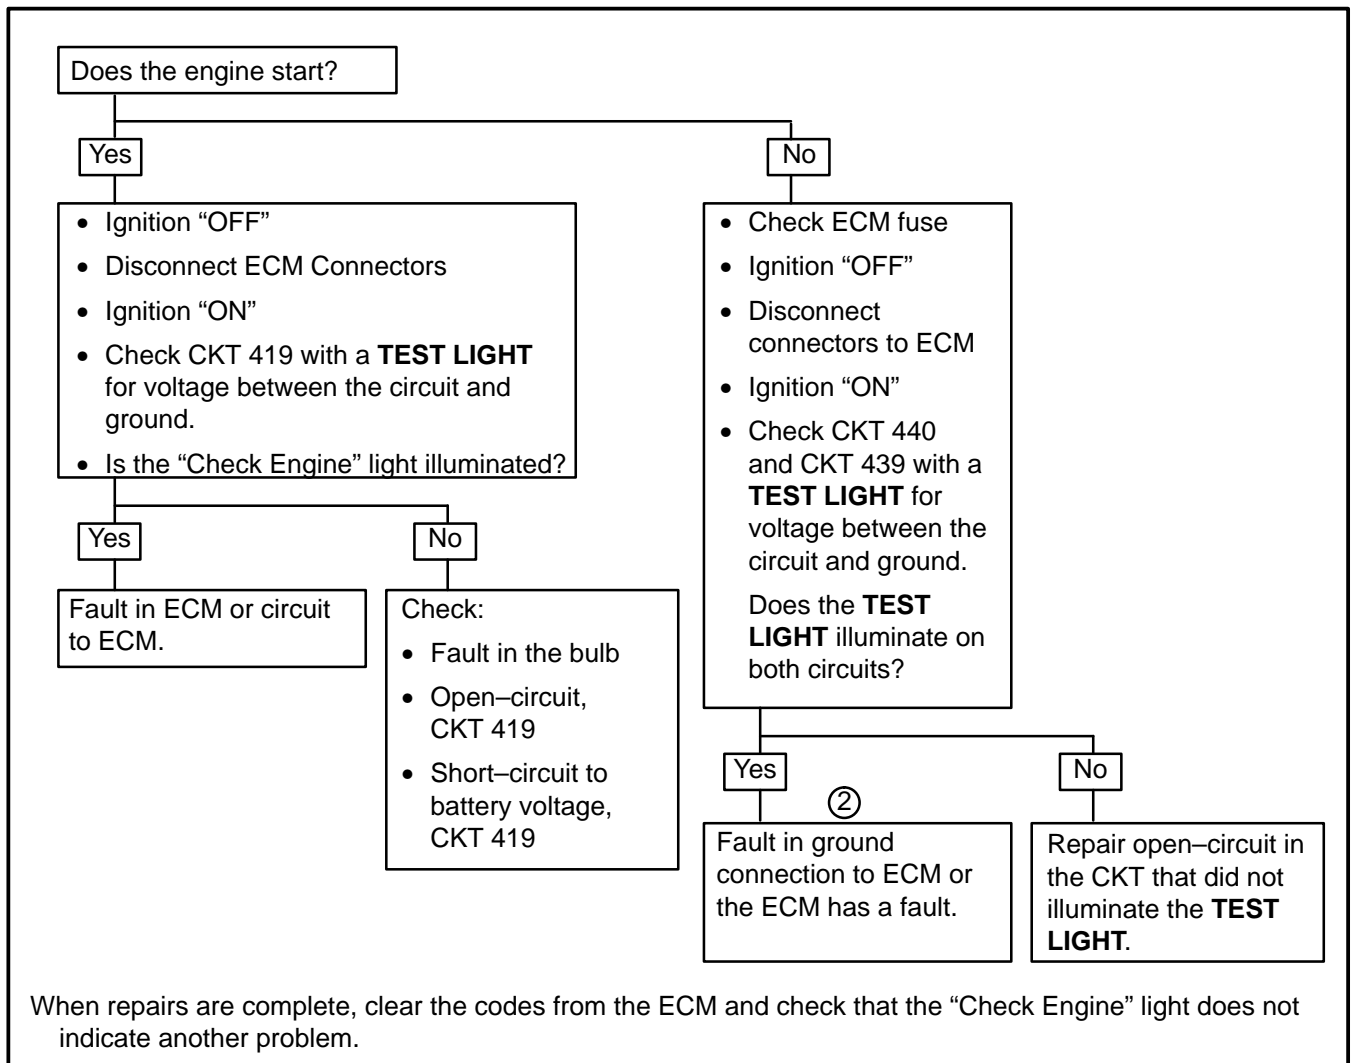 Does the engine start?
Yes
No
• Ignition “OFF”
• Disconnect ECM Connectors
• Ignition “ON”
• Check CKT 419 with a TEST LIGHT
for voltage between the circuit and
ground.
• Is the “Check Engine” light illuminated?
• Check ECM fuse
• Ignition “OFF”
• Disconnect
connectors to ECM
• Ignition “ON”
• Check CKT 440
and CKT 439 with a
TEST LIGHT for
voltage between the
circuit and ground.
Does the TEST
LIGHT illuminate on
both circuits?
Yes
No
Fault in ECM or circuit
to ECM.
Check:
• Fault in the bulb
• Open–circuit,
CKT 419
• Short–circuit to
battery voltage,
CKT 419
Yes
No
2
Fault in ground
connection to ECM or
the ECM has a fault.
Repair open–circuit in
the CKT that did not
illuminate the TEST
LIGHT.
When repairs are complete, clear the codes from the ECM and check that the “Check Engine” light does not
indicate another problem.